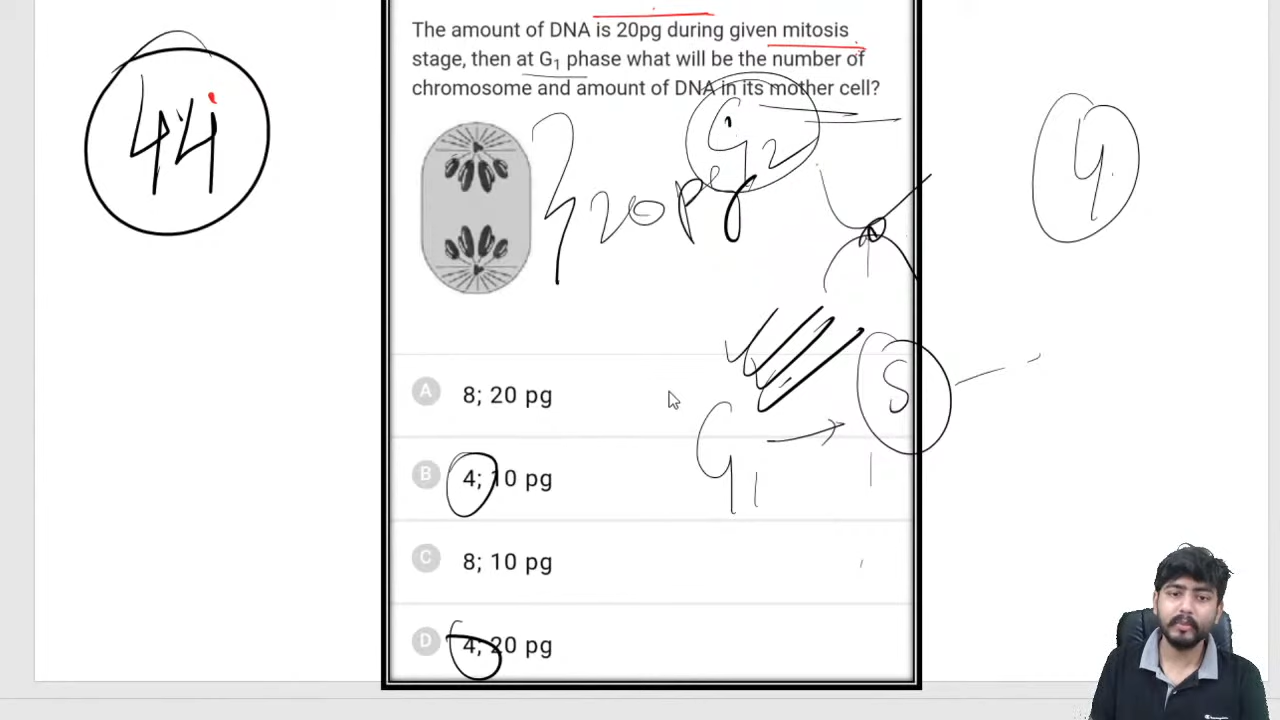 The amount of DNA is 20pg during given mitosis
stage, then at G₁ phase what will be the number of
chromosome and amount of DNA in its mother cell?
44
G2
20 pg
4
S
G1
A 8; 20 pg
B 4; 10 pg
C 8; 10 pg
D 4; 20 pg